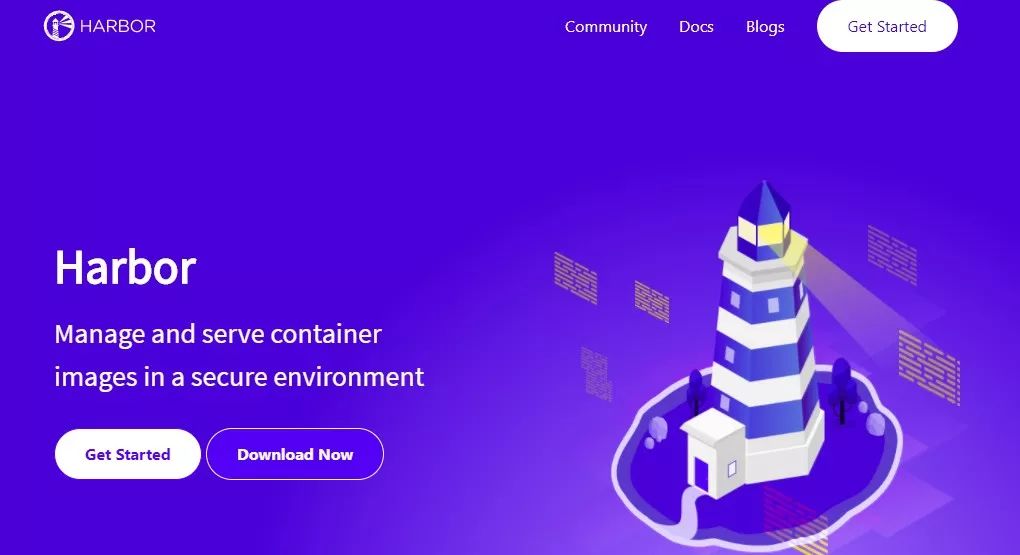 HARBOR
Community Docs Blogs Get Started
Harbor
Manage and serve container
images in a secure environment
Get Started Download Now